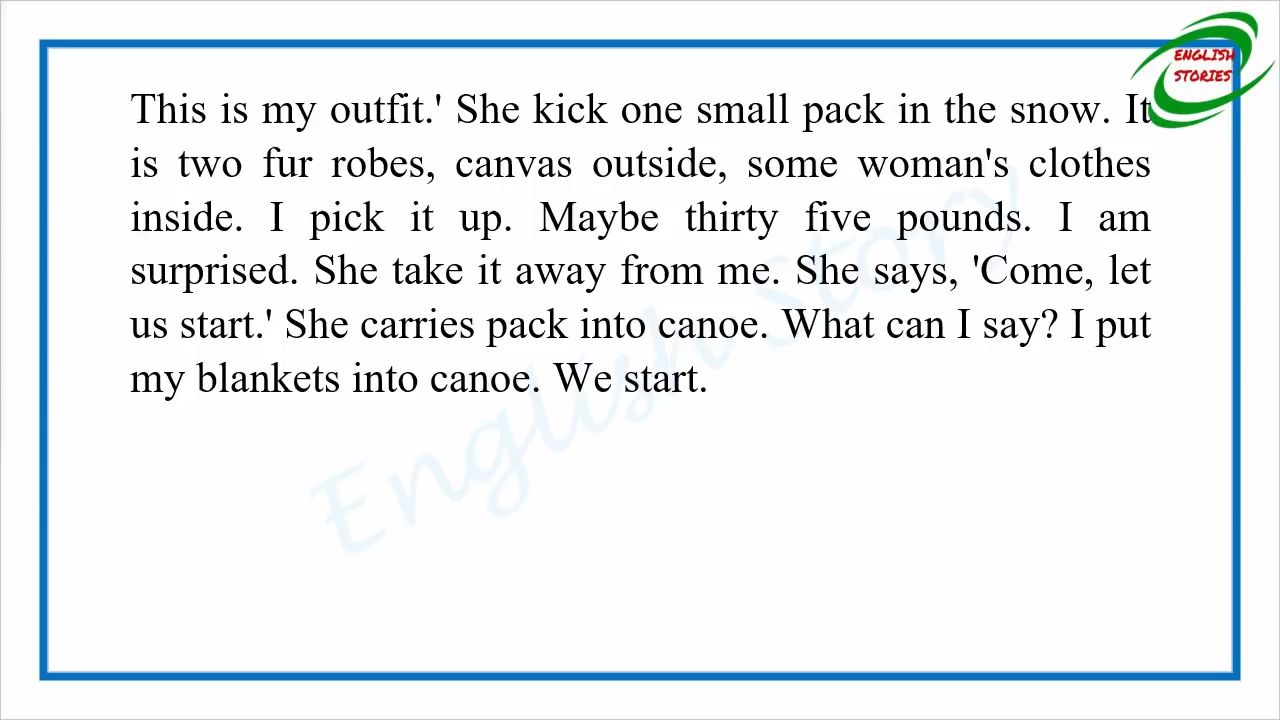 ENGLISH
STORIES
This is my outfit.' She kick one small pack in the snow. It
is two fur robes, canvas outside, some woman's clothes
inside. I pick it up. Maybe thirty five pounds. I am
surprised. She take it away from me. She says, 'Come, let
us start.' She carries pack into canoe. What can I say? I put
my blankets into canoe. We start.
English Story